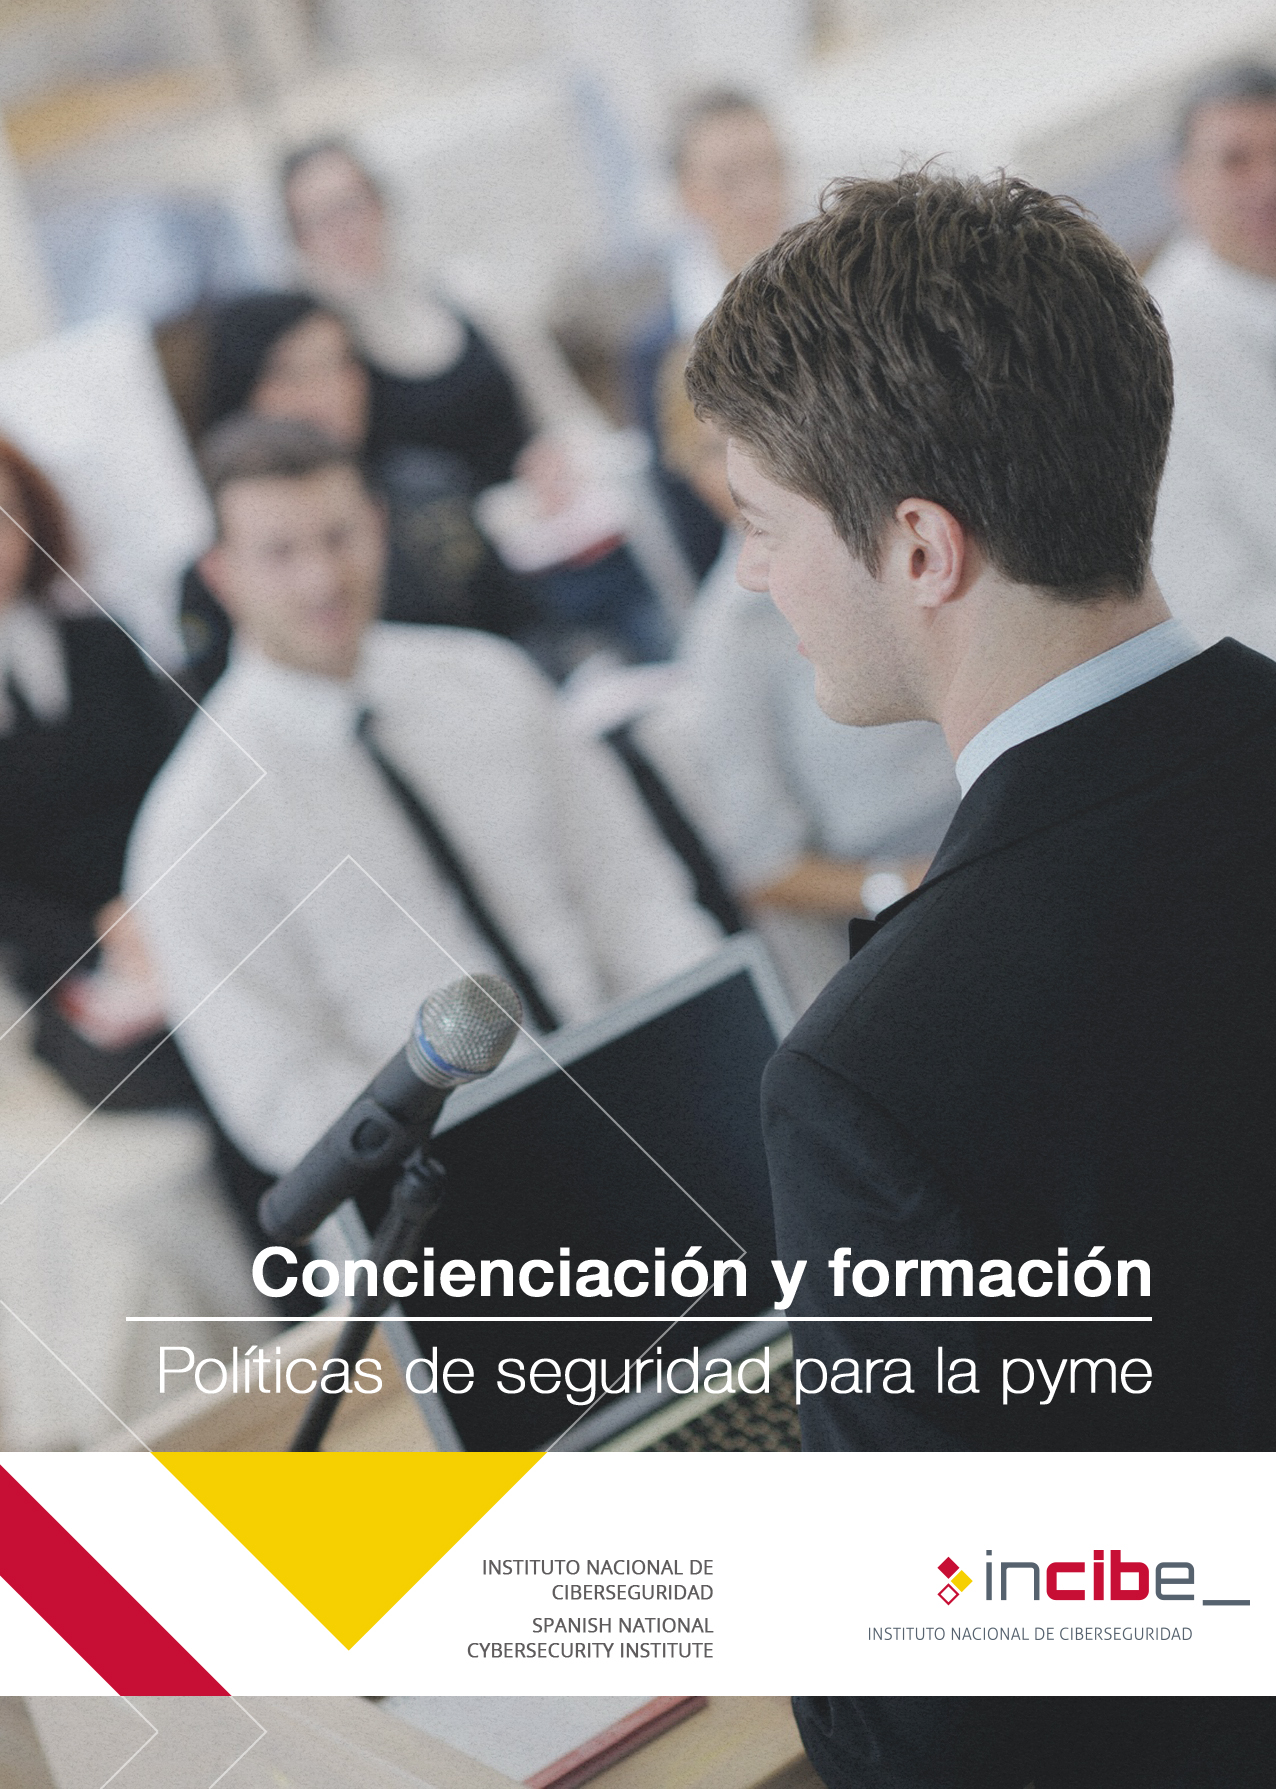 Concienciación y formación
Políticas de seguridad para la pyme
INSTITUTO NACIONAL DE
CIBERSEGURIDAD
SPANISH NATIONAL
CYBERSECURITY INSTITUTE
incibe_
INSTITUTO NACIONAL DE CIBERSEGURIDAD